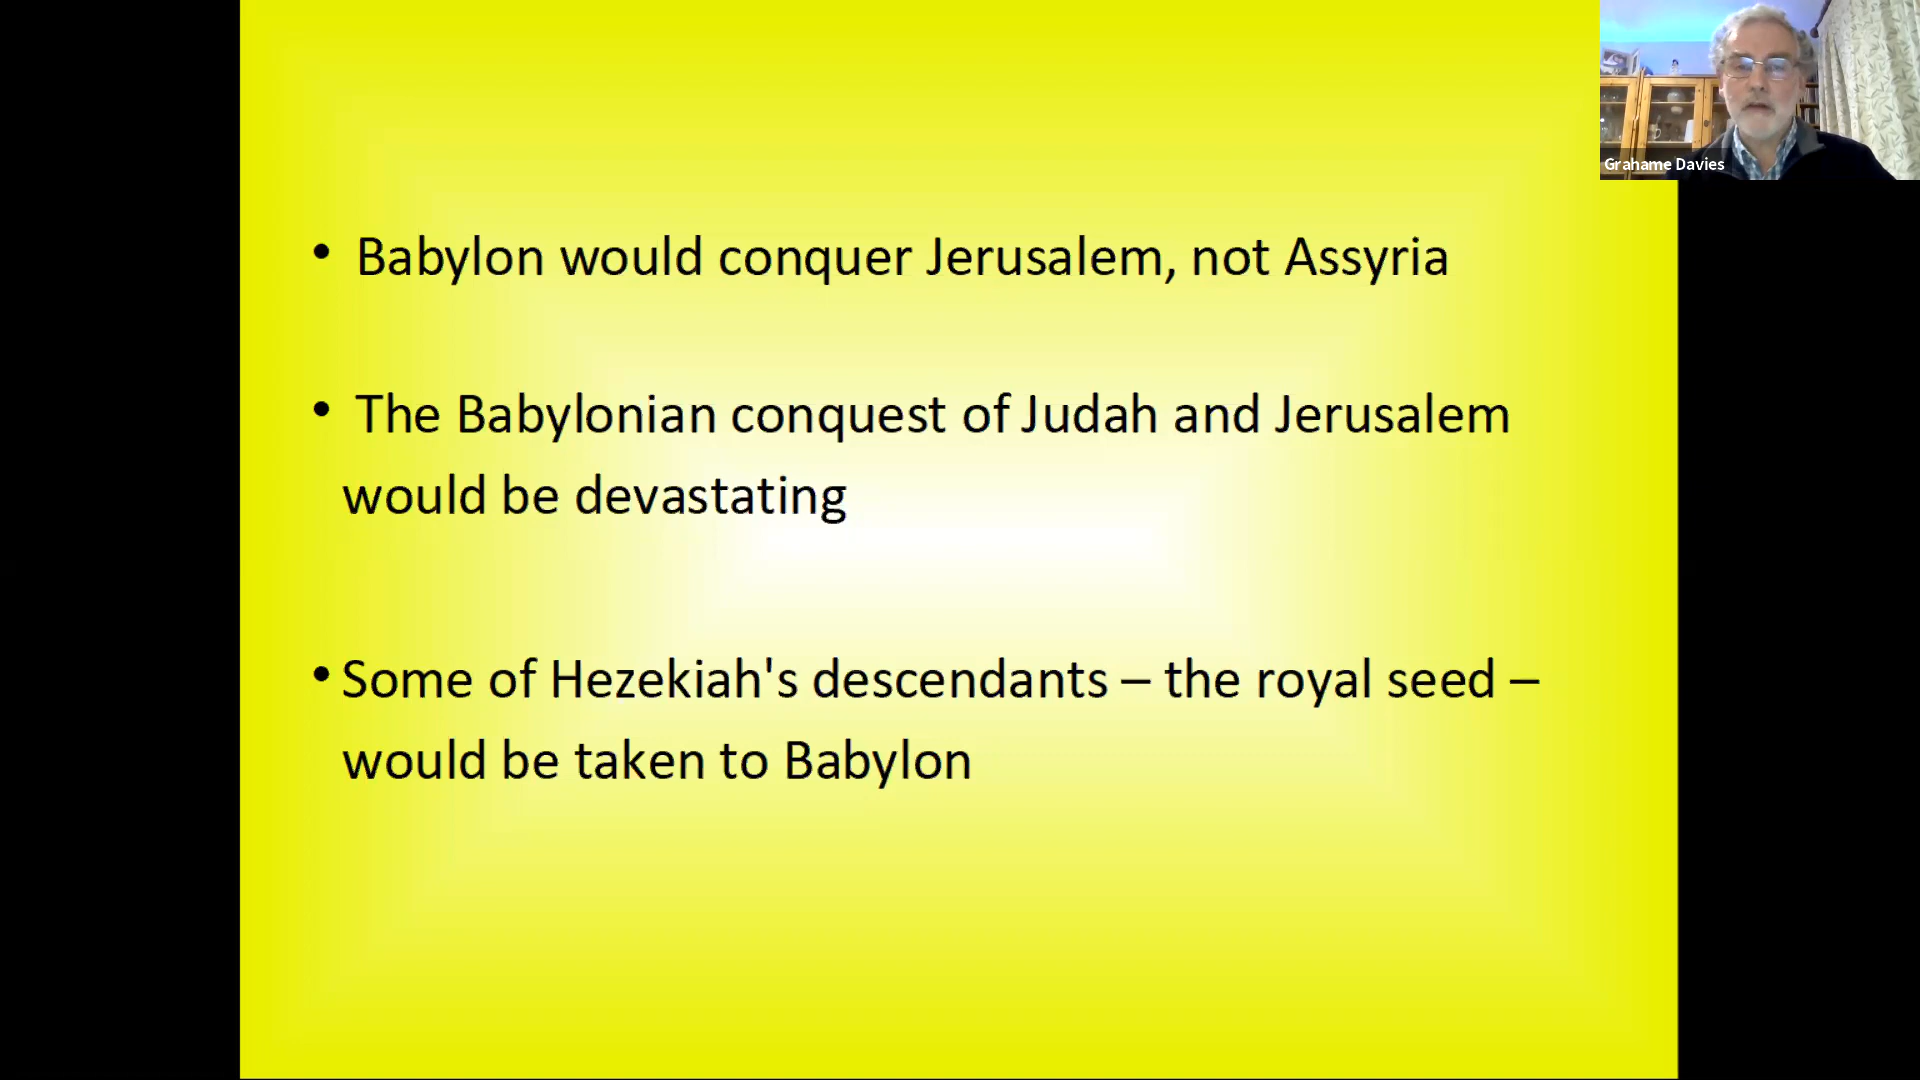 • Babylon would conquer Jerusalem, not Assyria
• The Babylonian conquest of Judah and Jerusalem
would be devastating
• Some of Hezekiah's descendants – the royal seed –
would be taken to Babylon
Grahame Davies